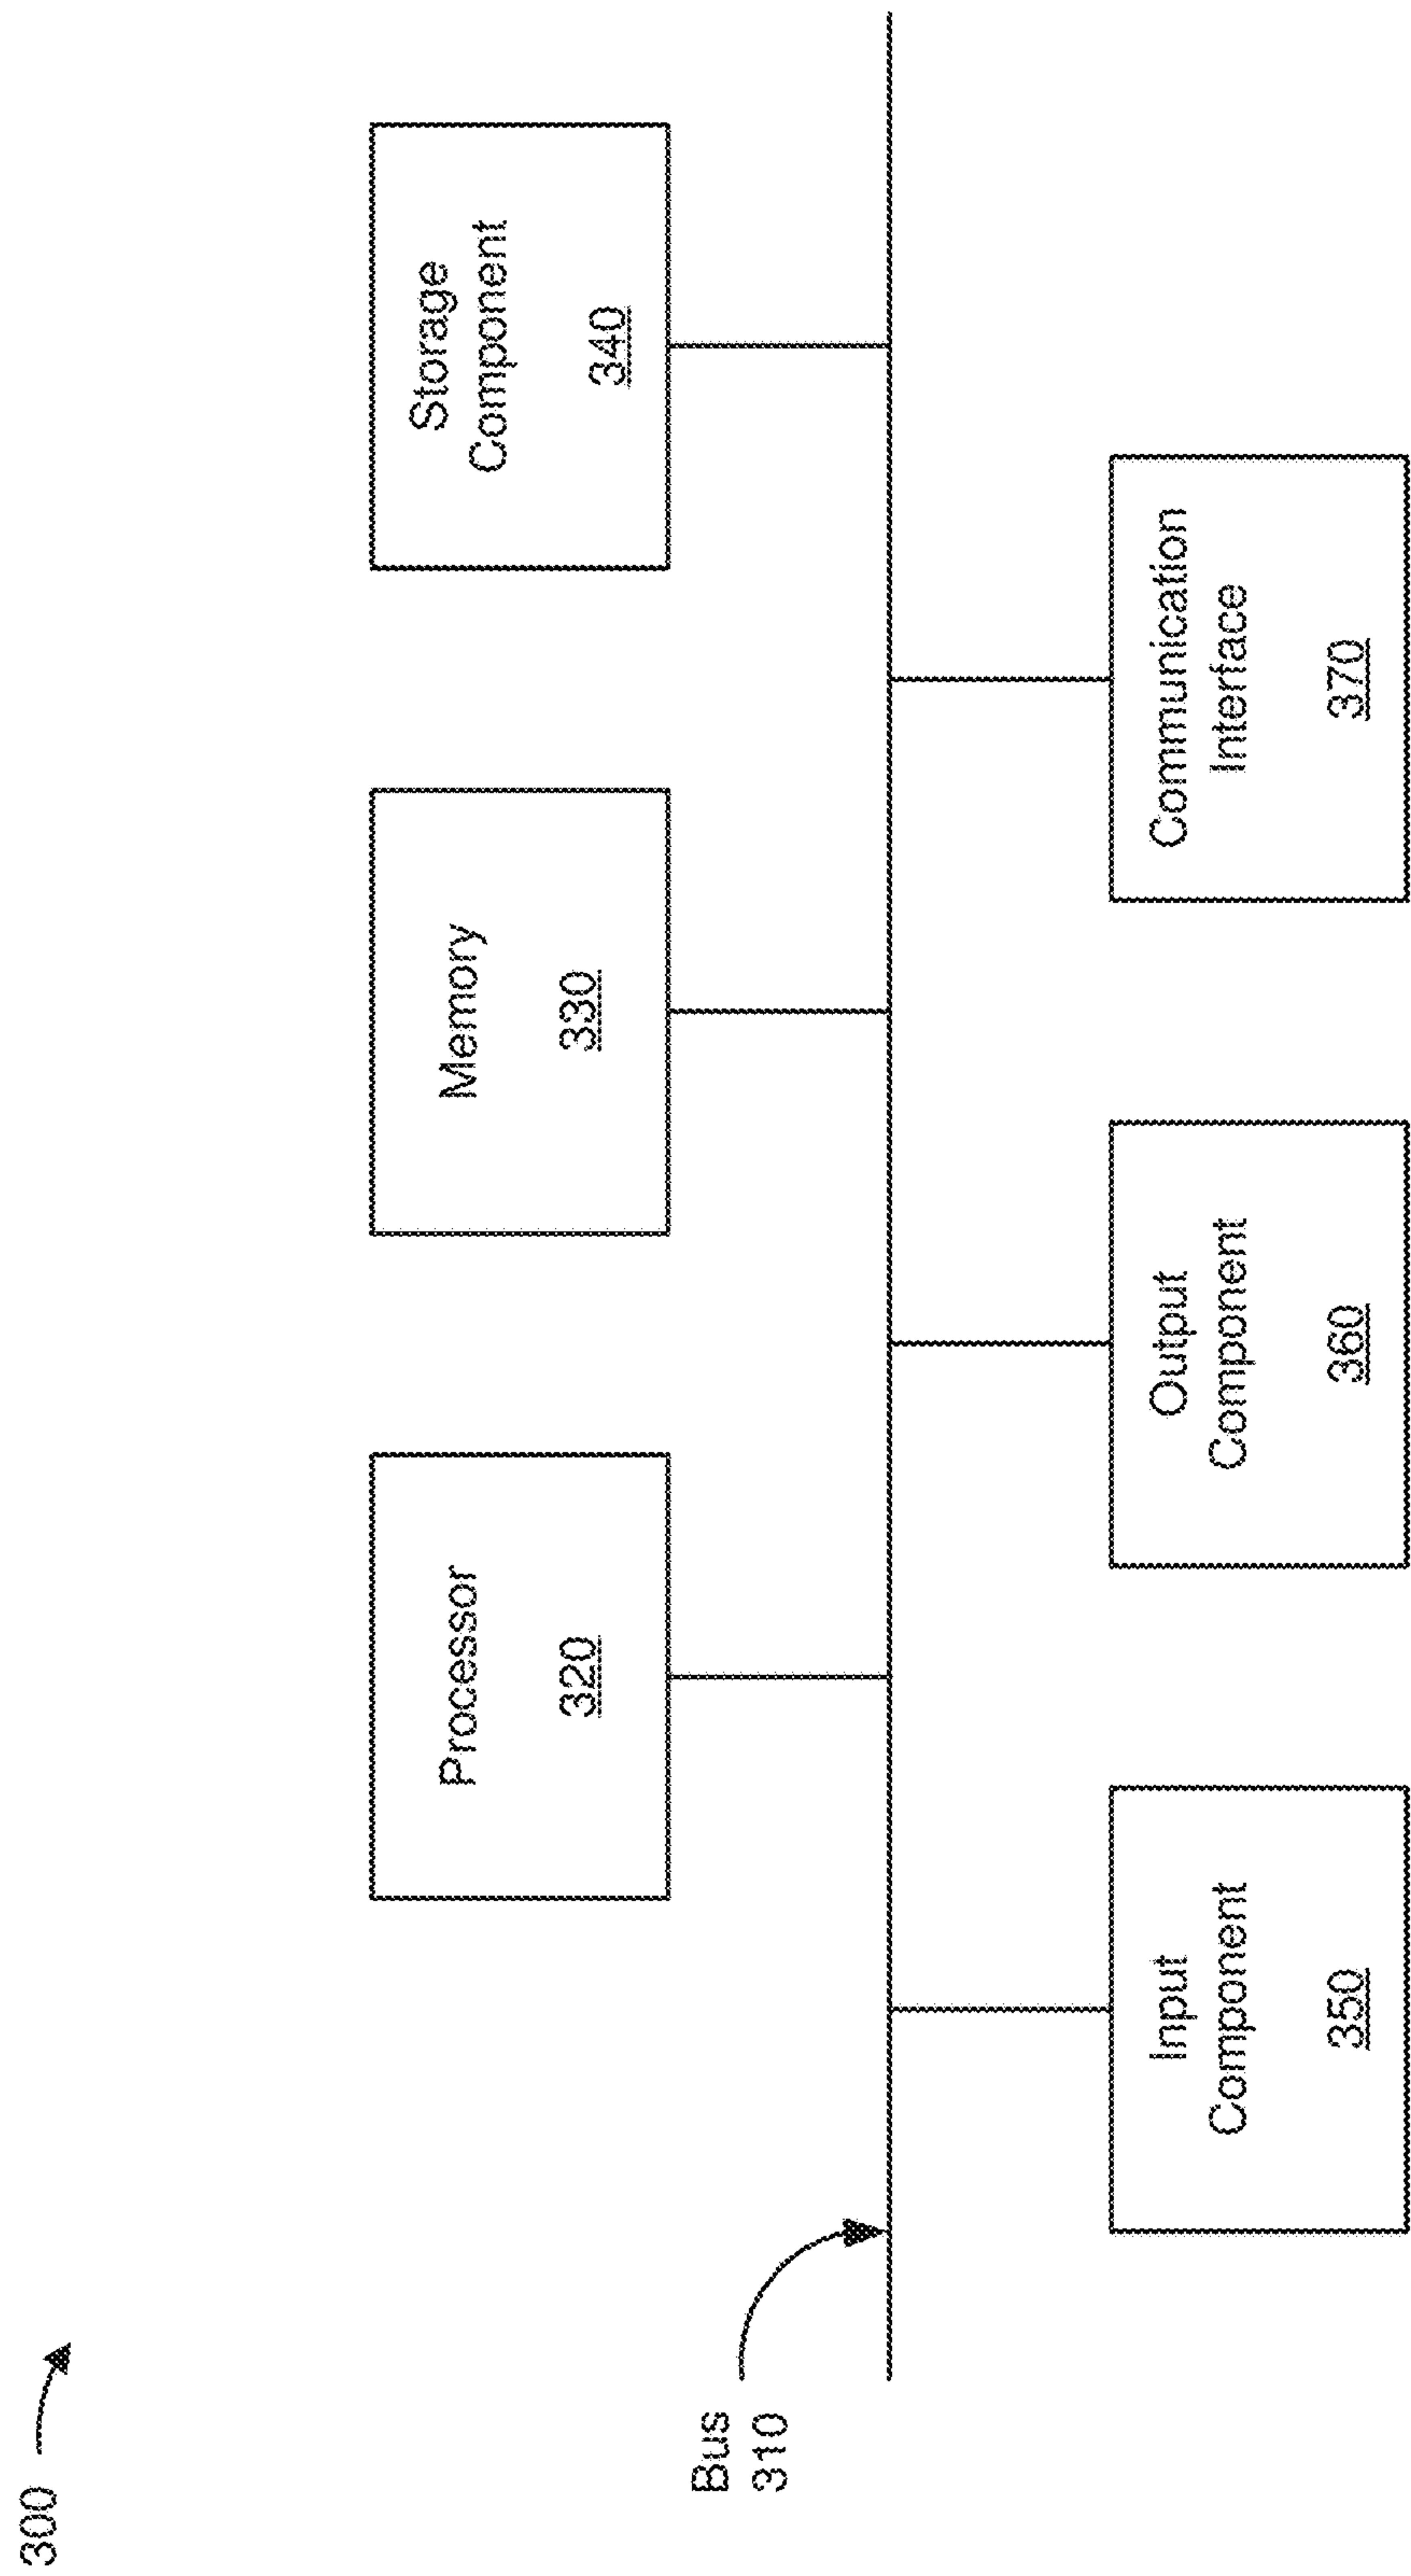 300
Processor
320
Memory
330
Storage
Component
340
Bus
310
Input
Component
350
Output
Component
360
Communication
Interface
370